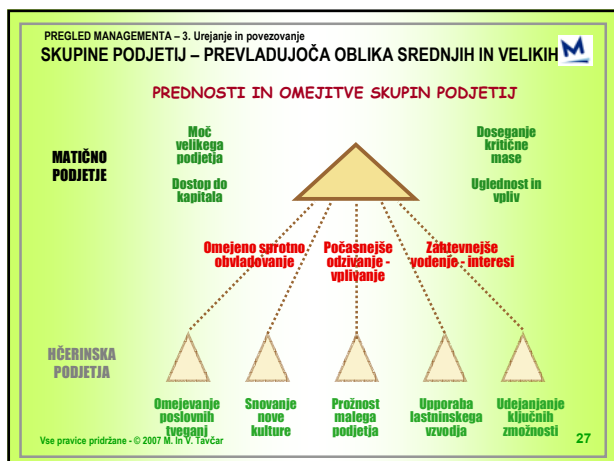 PREGLED MANAGEMENTA – 3. Urejanje in povezovanje
SKUPINE PODJETIJ – PREVLADUJOČA OBLIKA SREDNJIH IN VELIKIH
M
PREDNOSTI IN OMEJITVE SKUPIN PODJETIJ
Moč
velikega
podjetja
Dostop do
kapitala
MATIČNO
PODJETJE
Doseganje
kritične
mase
Uglednost in
vpliv
Omejeno sprotno
obvladovanje
Počasnejše
odzivanje -
vplivanje
Zaktevnejše
vodenje - interesi
HČERINSKA
PODJETJA
Omejevanje
poslovnih
tveganj
Snovanje
nove
kulture
Prožnost
malega
podjetja
Upporaba
lastninskega
vzvodja
Udejanjanje
ključnih
zmožnosti
Vse pravice pridržane - © 2007 M. In V. Tavčar
27